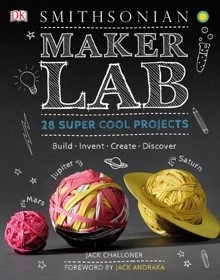 DK
SMITHSONIAN
MAKER
LAB
28 SUPER COOL PROJECTS
Build · Invent · Create · Discover
Jupiter
Saturn
Mars
JACK CHALLONER
FOREWORD BY JACK ANDRAKA